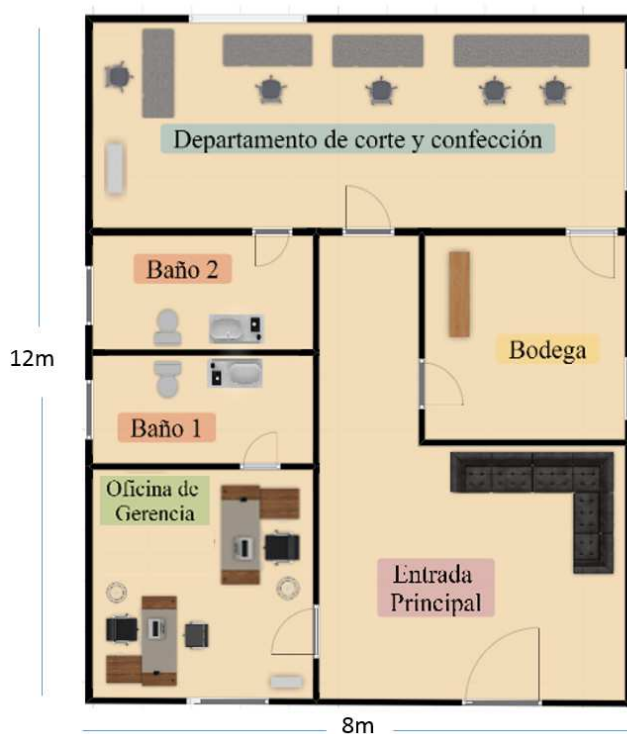 Departamento de corte y confección
Baño 2
Bodega
12m
Baño 1
Oficina de
Gerencia
Entrada
Principal
8m